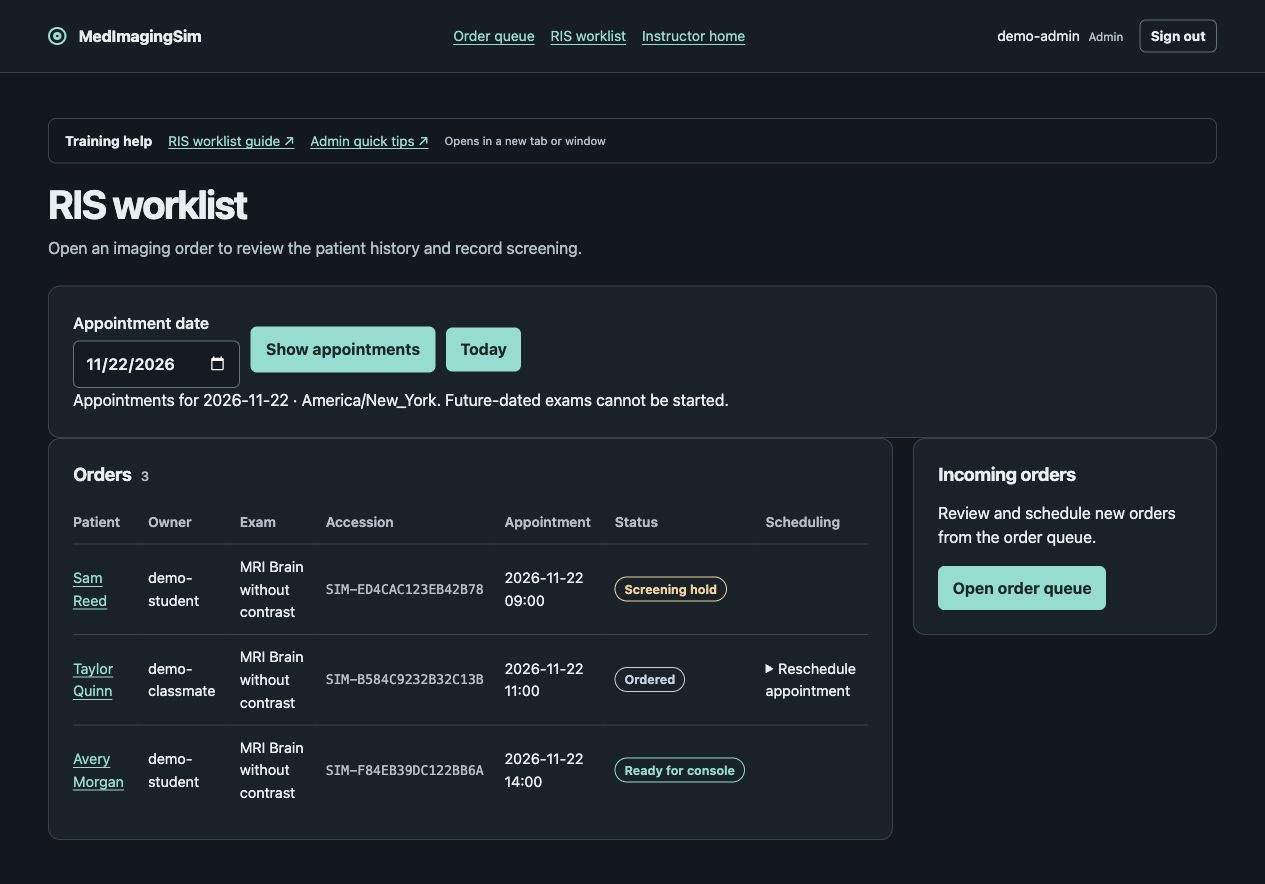 MedImagingSim
Order queue RIS worklist Instructor home
demo-admin Admin Sign out
Training help RIS worklist guide ↗ Admin quick tips ↗ Opens in a new tab or window
RIS worklist
Open an imaging order to review the patient history and record screening.
Appointment date
11/22/2026 Show appointments Today
Appointments for 2026-11-22 · America/New_York. Future-dated exams cannot be started.
Orders 3
Patient Owner Exam Accession Appointment Status Scheduling
Sam Reed demo-student MRI Brain without contrast SIM-ED4CAC123EB42B78 2026-11-22 09:00 Screening hold
Taylor Quinn demo-classmate MRI Brain without contrast SIM-B584C9232B32C13B 2026-11-22 11:00 Ordered ▶ Reschedule appointment
Avery Morgan demo-student MRI Brain without contrast SIM-F84EB39DC122BB6A 2026-11-22 14:00 Ready for console
Incoming orders
Review and schedule new orders
from the order queue.
Open order queue